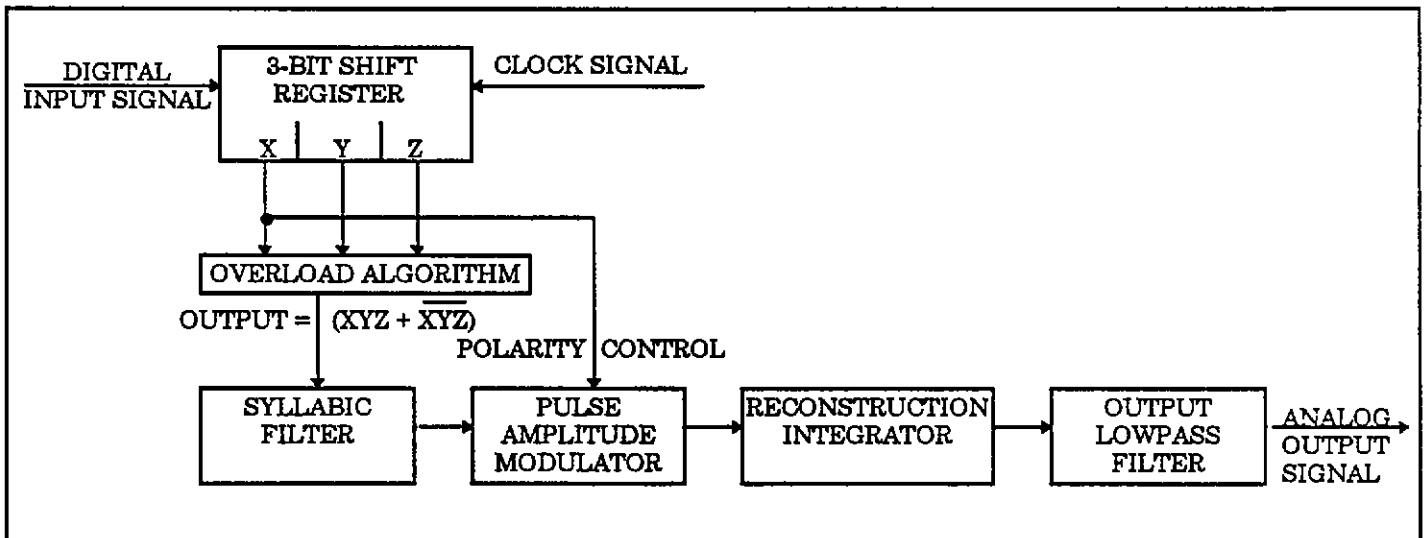 3-BIT SHIFT
REGISTER
DIGITAL
INPUT SIGNAL
CLOCK SIGNAL
X Y Z
OVERLOAD ALGORITHM
OUTPUT = (XYZ + X̅Y̅Z̅)
POLARITY CONTROL
SYLLABIC
FILTER
PULSE
AMPLITUDE
MODULATOR
RECONSTRUCTION
INTEGRATOR
OUTPUT
LOWPASS
FILTER
ANALOG
OUTPUT
SIGNAL